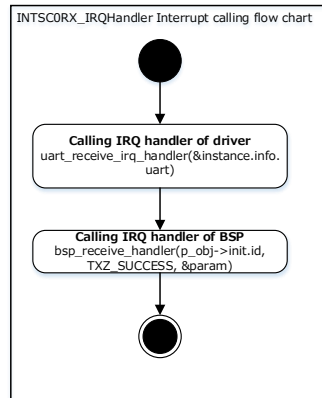 INTSC0RX_IRQHandler Interrupt calling flow chart
Calling IRQ handler of driver
uart_receive_irq_handler(&instance.info.
uart)
Calling IRQ handler of BSP
bsp_receive_handler(p_obj->init.id,
TXZ_SUCCESS, &param)